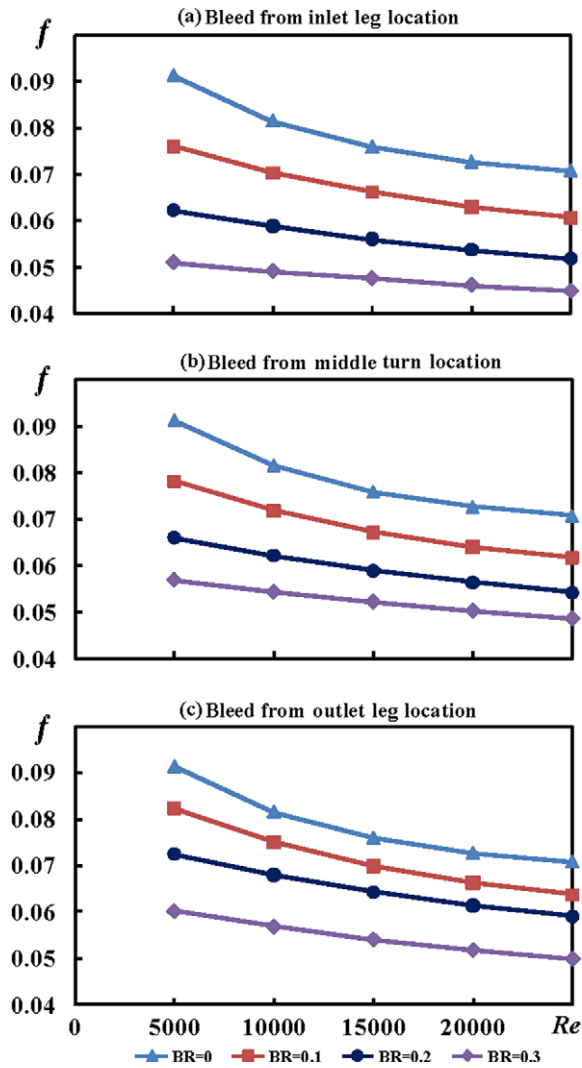 (a) Bleed from inlet leg location
f
0.09
0.08
0.07
0.06
0.05
0.04
(b) Bleed from middle turn location
f
0.09
0.08
0.07
0.06
0.05
0.04
(c) Bleed from outlet leg location
f
0.09
0.08
0.07
0.06
0.05
0.04
0 5000 10000 15000 20000 Re
BR=0 BR=0.1 BR=0.2 BR=0.3